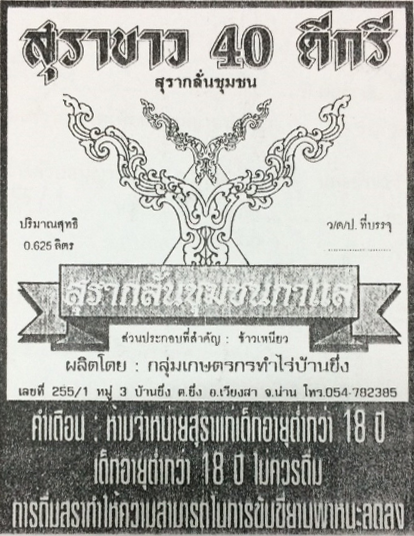 สุราขาว 40 ดีกรี
สุรากลั่นชุมชน
ปริมาณสุทธิ
0.625 ลิตร
ว/ด/ป. ที่บรรจุ
สุรากลั่นชุมชนกาแล
ส่วนประกอบที่สำคัญ : ข้าวเหนียว
ผลิตโดย : กลุ่มเกษตรกรทำไร่บ้านยึ่ง
เลขที่ 255/1 หมู่ 3 บ้านยึ่ง ต.ยึ่ง อ.เวียงสา จ.น่าน โทร.054-782385
คำเตือน : ห้ามจำหน่ายสุราแก่เด็กอายุต่ำกว่า 18 ปี
เด็กอายุต่ำกว่า 18 ปี ไม่ควรดื่ม
การดื่มสุราทำให้ความสามารถในการขับขี่ยานพาหนะลดลง